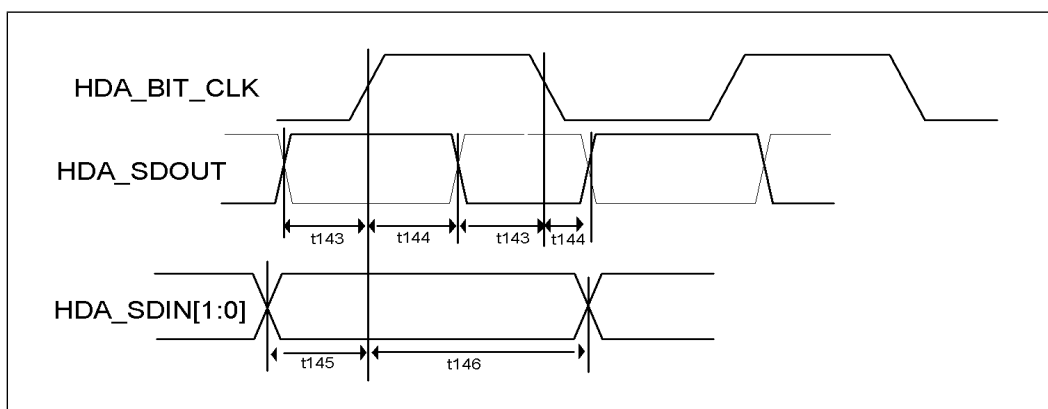 HDA_BIT_CLK
HDA_SDOUT
t143 t144 t143 t144
HDA_SDIN[1:0]
t145 t146